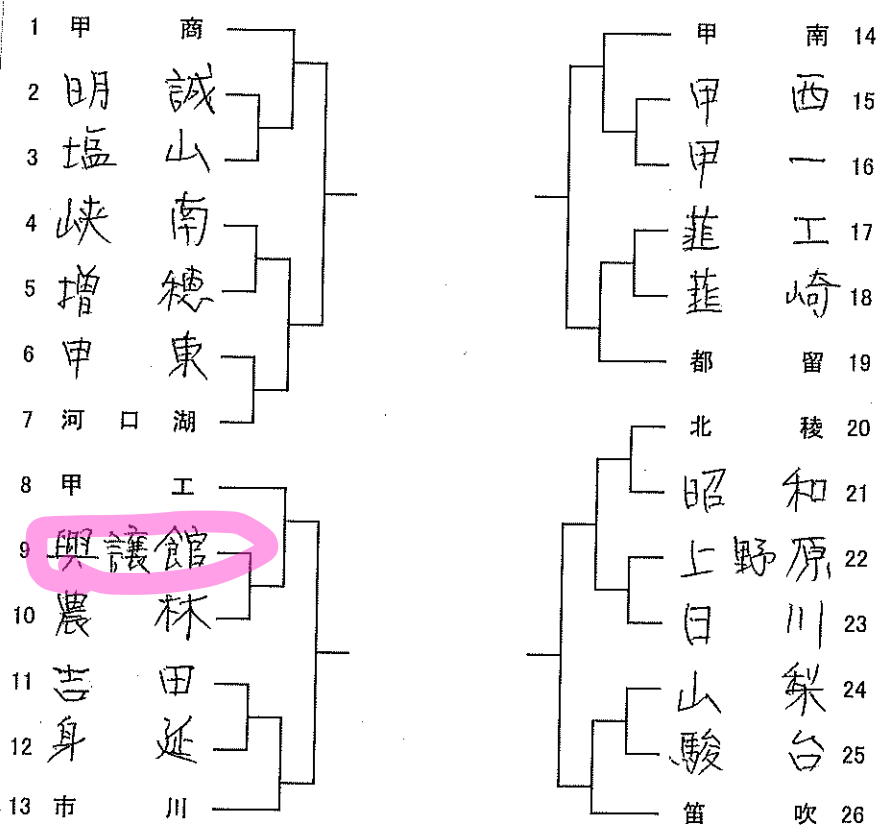 1 甲商
2 明誠
3 塩山
4 峡南
5 増穂
6 甲東
7 河口湖
8 甲工
9 興譲館
10 農林
11 吉田
12 身延
13 市川
甲南 14
甲西 15
甲一 16
韮工 17
韮崎 18
都留 19
北稜 20
昭和 21
上野原 22
日川 23
山梨 24
駿台 25
笛吹 26